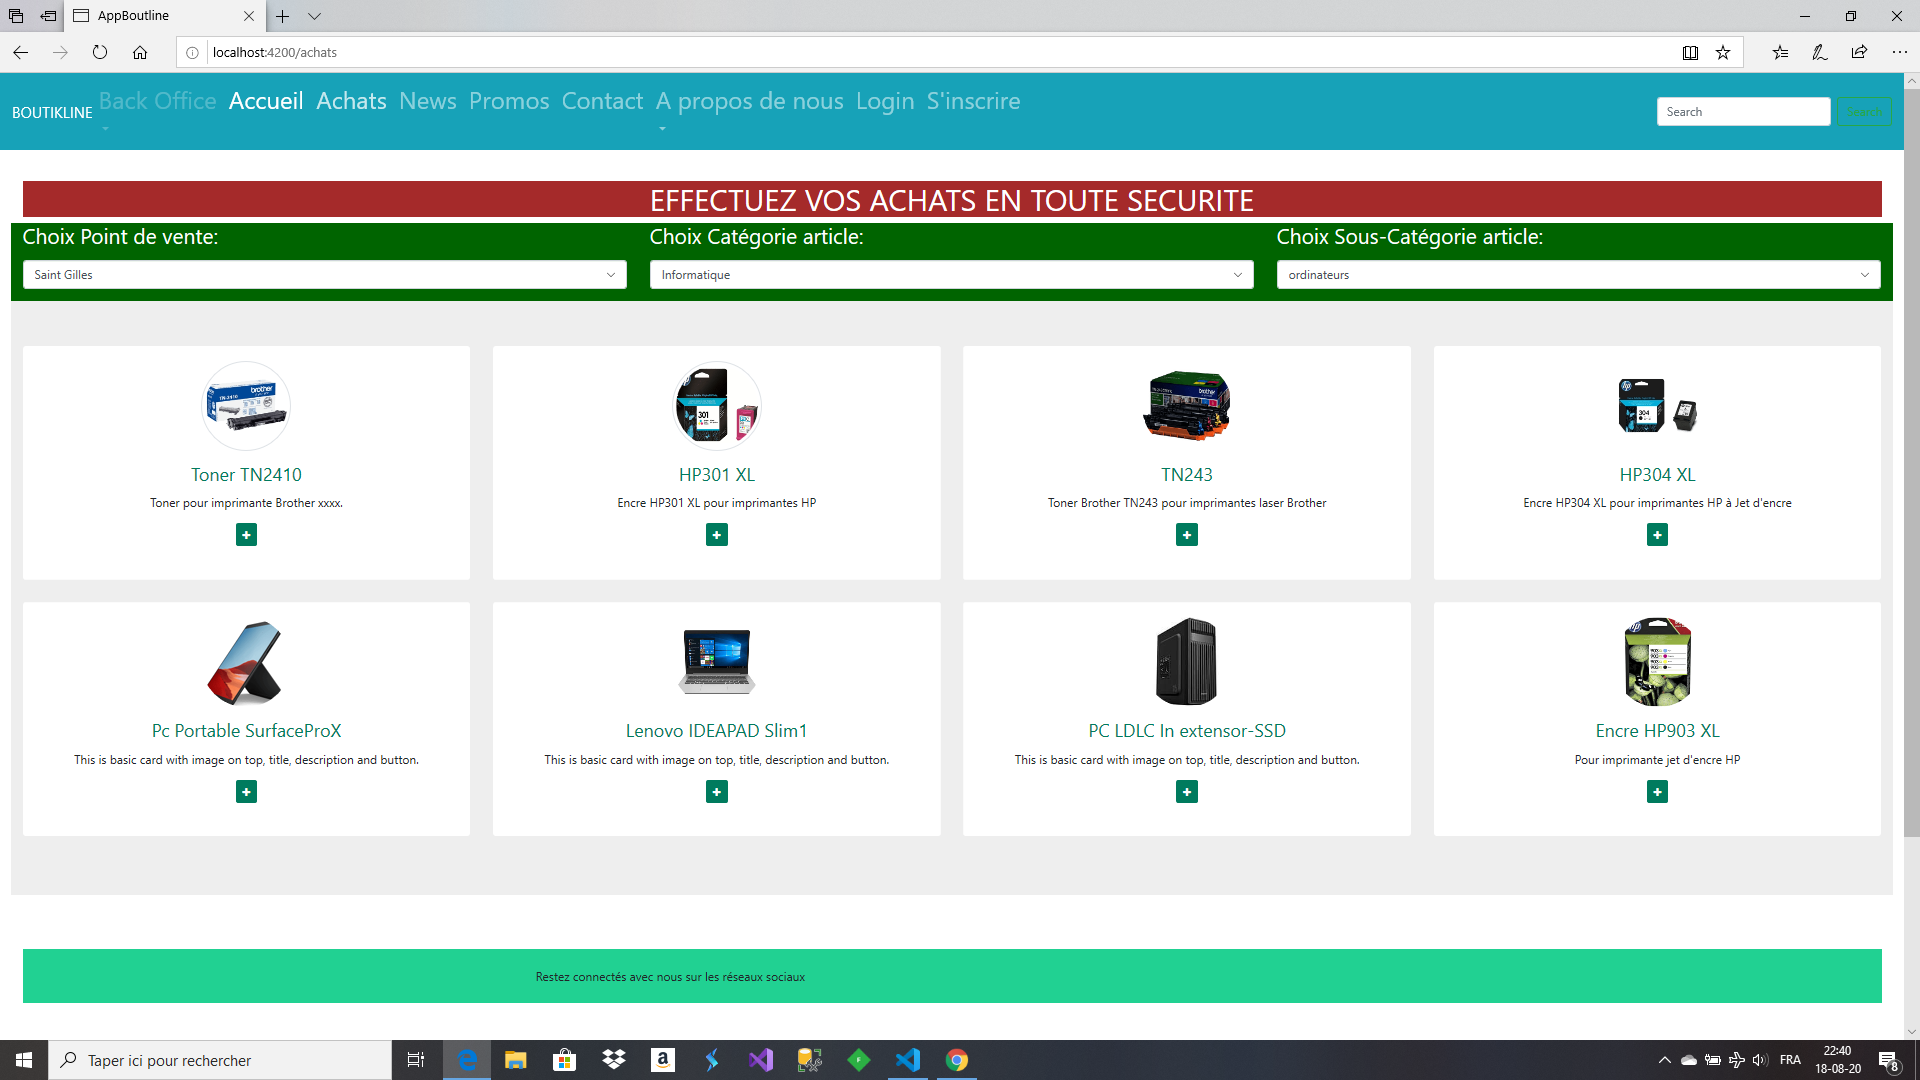 AppBoutline
localhost:4200/achats
BOUTIKLINE
Back Office
Accueil
Achats
News
Promos
Contact
A propos de nous
Login
S'inscrire
Search
EFFECTUEZ VOS ACHATS EN TOUTE SECURITE
Choix Point de vente:
Choix Catégorie article:
Choix Sous-Catégorie article:
Saint Gilles
Informatique
ordinateurs
Toner TN2410
Toner pour imprimante Brother xxxx.
HP301 XL
Encre HP301 XL pour imprimantes HP
TN243
Toner Brother TN243 pour imprimantes laser Brother
HP304 XL
Encre HP304 XL pour imprimantes HP à Jet d'encre
Pc Portable SurfaceProX
This is basic card with image on top, title, description and button.
Lenovo IDEAPAD Slim1
This is basic card with image on top, title, description and button.
PC LDLC In extensor-SSD
This is basic card with image on top, title, description and button.
Encre HP903 XL
Pour imprimante jet d'encre HP
Restez connectés avec nous sur les réseaux sociaux
Taper ici pour rechercher
FRA
22:40
18-08-20
8